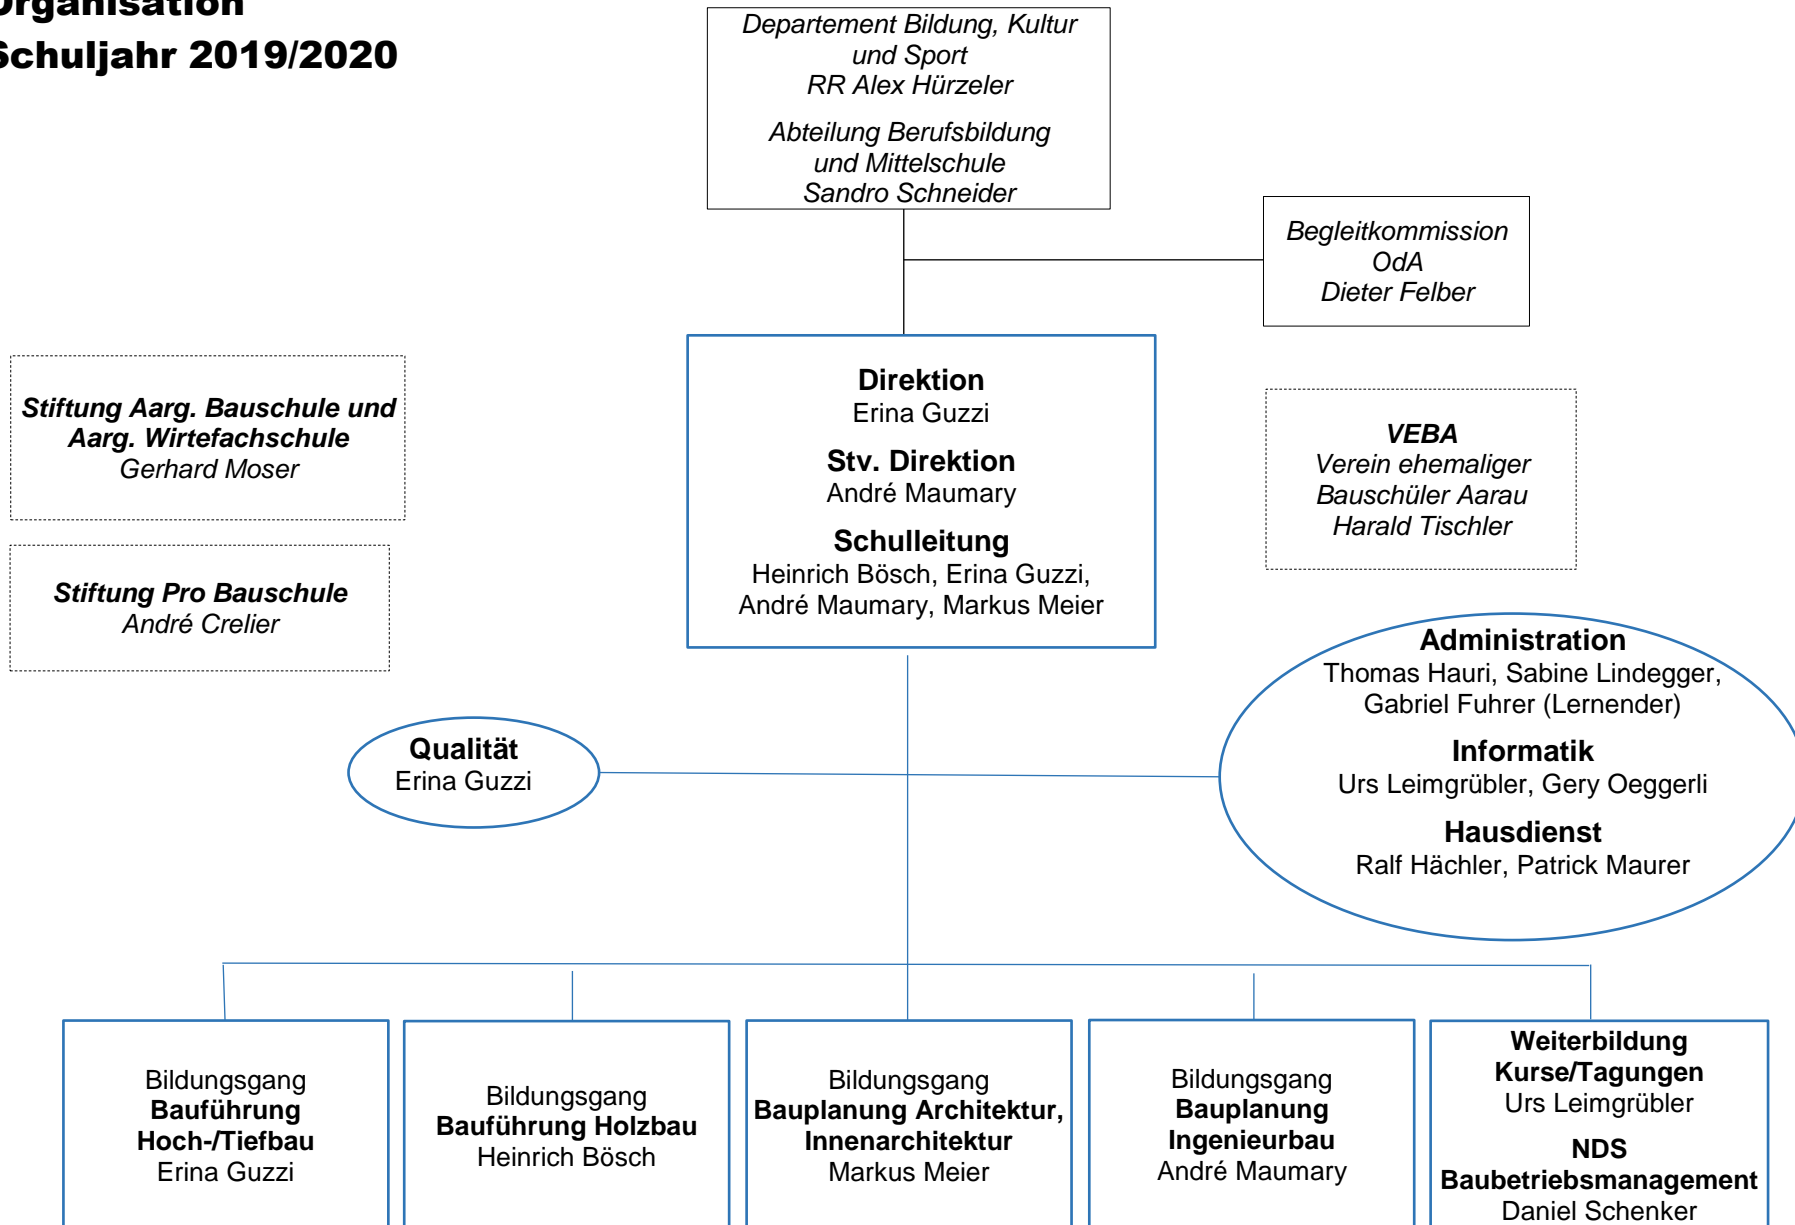 Organisation
Schuljahr 2019/2020
Departement Bildung, Kultur
und Sport
RR Alex Hürzeler
Abteilung Berufsbildung
und Mittelschule
Sandro Schneider
Begleitkommission
OdA
Dieter Felber
Direktion
Erina Guzzi
Stv. Direktion
André Maumary
Schulleitung
Heinrich Bösch, Erina Guzzi,
André Maumary, Markus Meier
Stiftung Aarg. Bauschule und
Aarg. Wirtefachschule
Gerhard Moser
Stiftung Pro Bauschule
André Crelier
VEBA
Verein ehemaliger
Bauschüler Aarau
Harald Tischler
Qualität
Erina Guzzi
Administration
Thomas Hauri, Sabine Lindegger,
Gabriel Fuhrer (Lernender)
Informatik
Urs Leimgrübler, Gery Oeggerli
Hausdienst
Ralf Hächler, Patrick Maurer
Bildungsgang
Bauführung
Hoch-/Tiefbau
Erina Guzzi
Bildungsgang
Bauführung Holzbau
Heinrich Bösch
Bildungsgang
Bauplanung Architektur,
Innenarchitektur
Markus Meier
Bildungsgang
Bauplanung
Ingenieurbau
André Maumary
Weiterbildung
Kurse/Tagungen
Urs Leimgrübler
NDS
Baubetriebsmanagement
Daniel Schenker